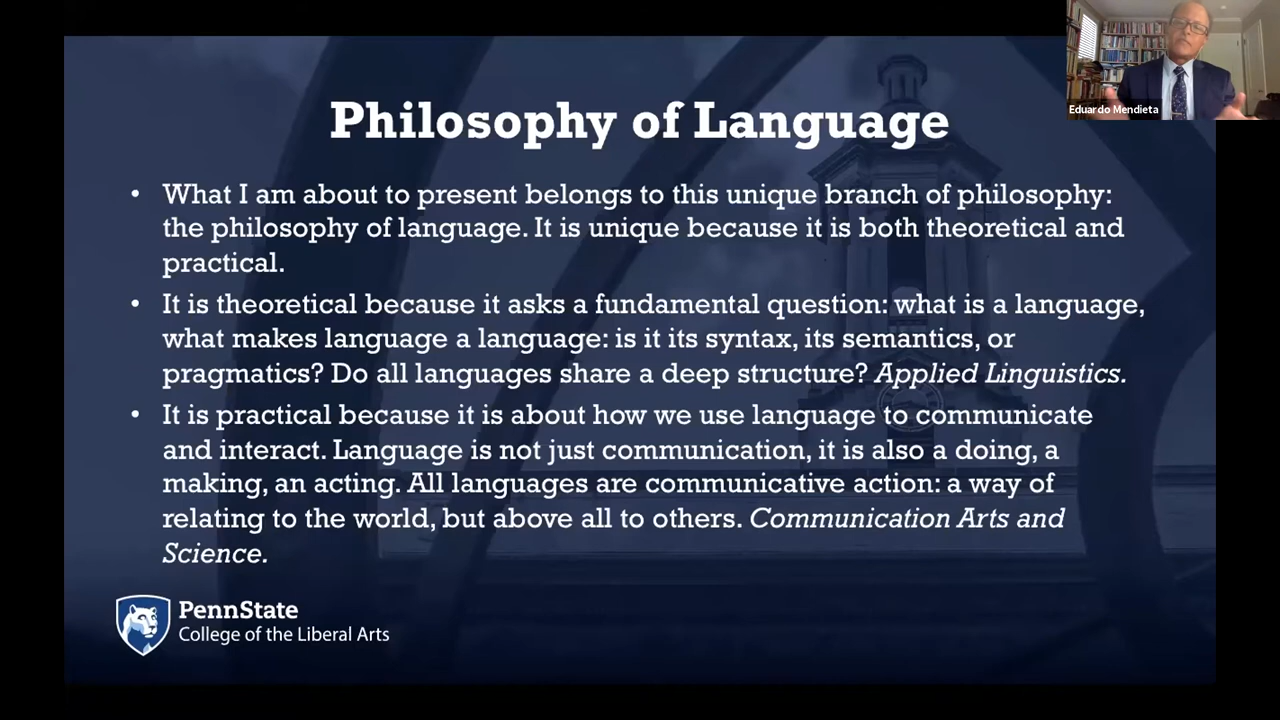 Eduardo Mendieta
Philosophy of Language
• What I am about to present belongs to this unique branch of philosophy:
the philosophy of language. It is unique because it is both theoretical and
practical.
• It is theoretical because it asks a fundamental question: what is a language,
what makes language a language: is it its syntax, its semantics, or
pragmatics? Do all languages share a deep structure? Applied Linguistics.
• It is practical because it is about how we use language to communicate
and interact. Language is not just communication, it is also a doing, a
making, an acting. All languages are communicative action: a way of
relating to the world, but above all to others. Communication Arts and
Science.
PennState
College of the Liberal Arts